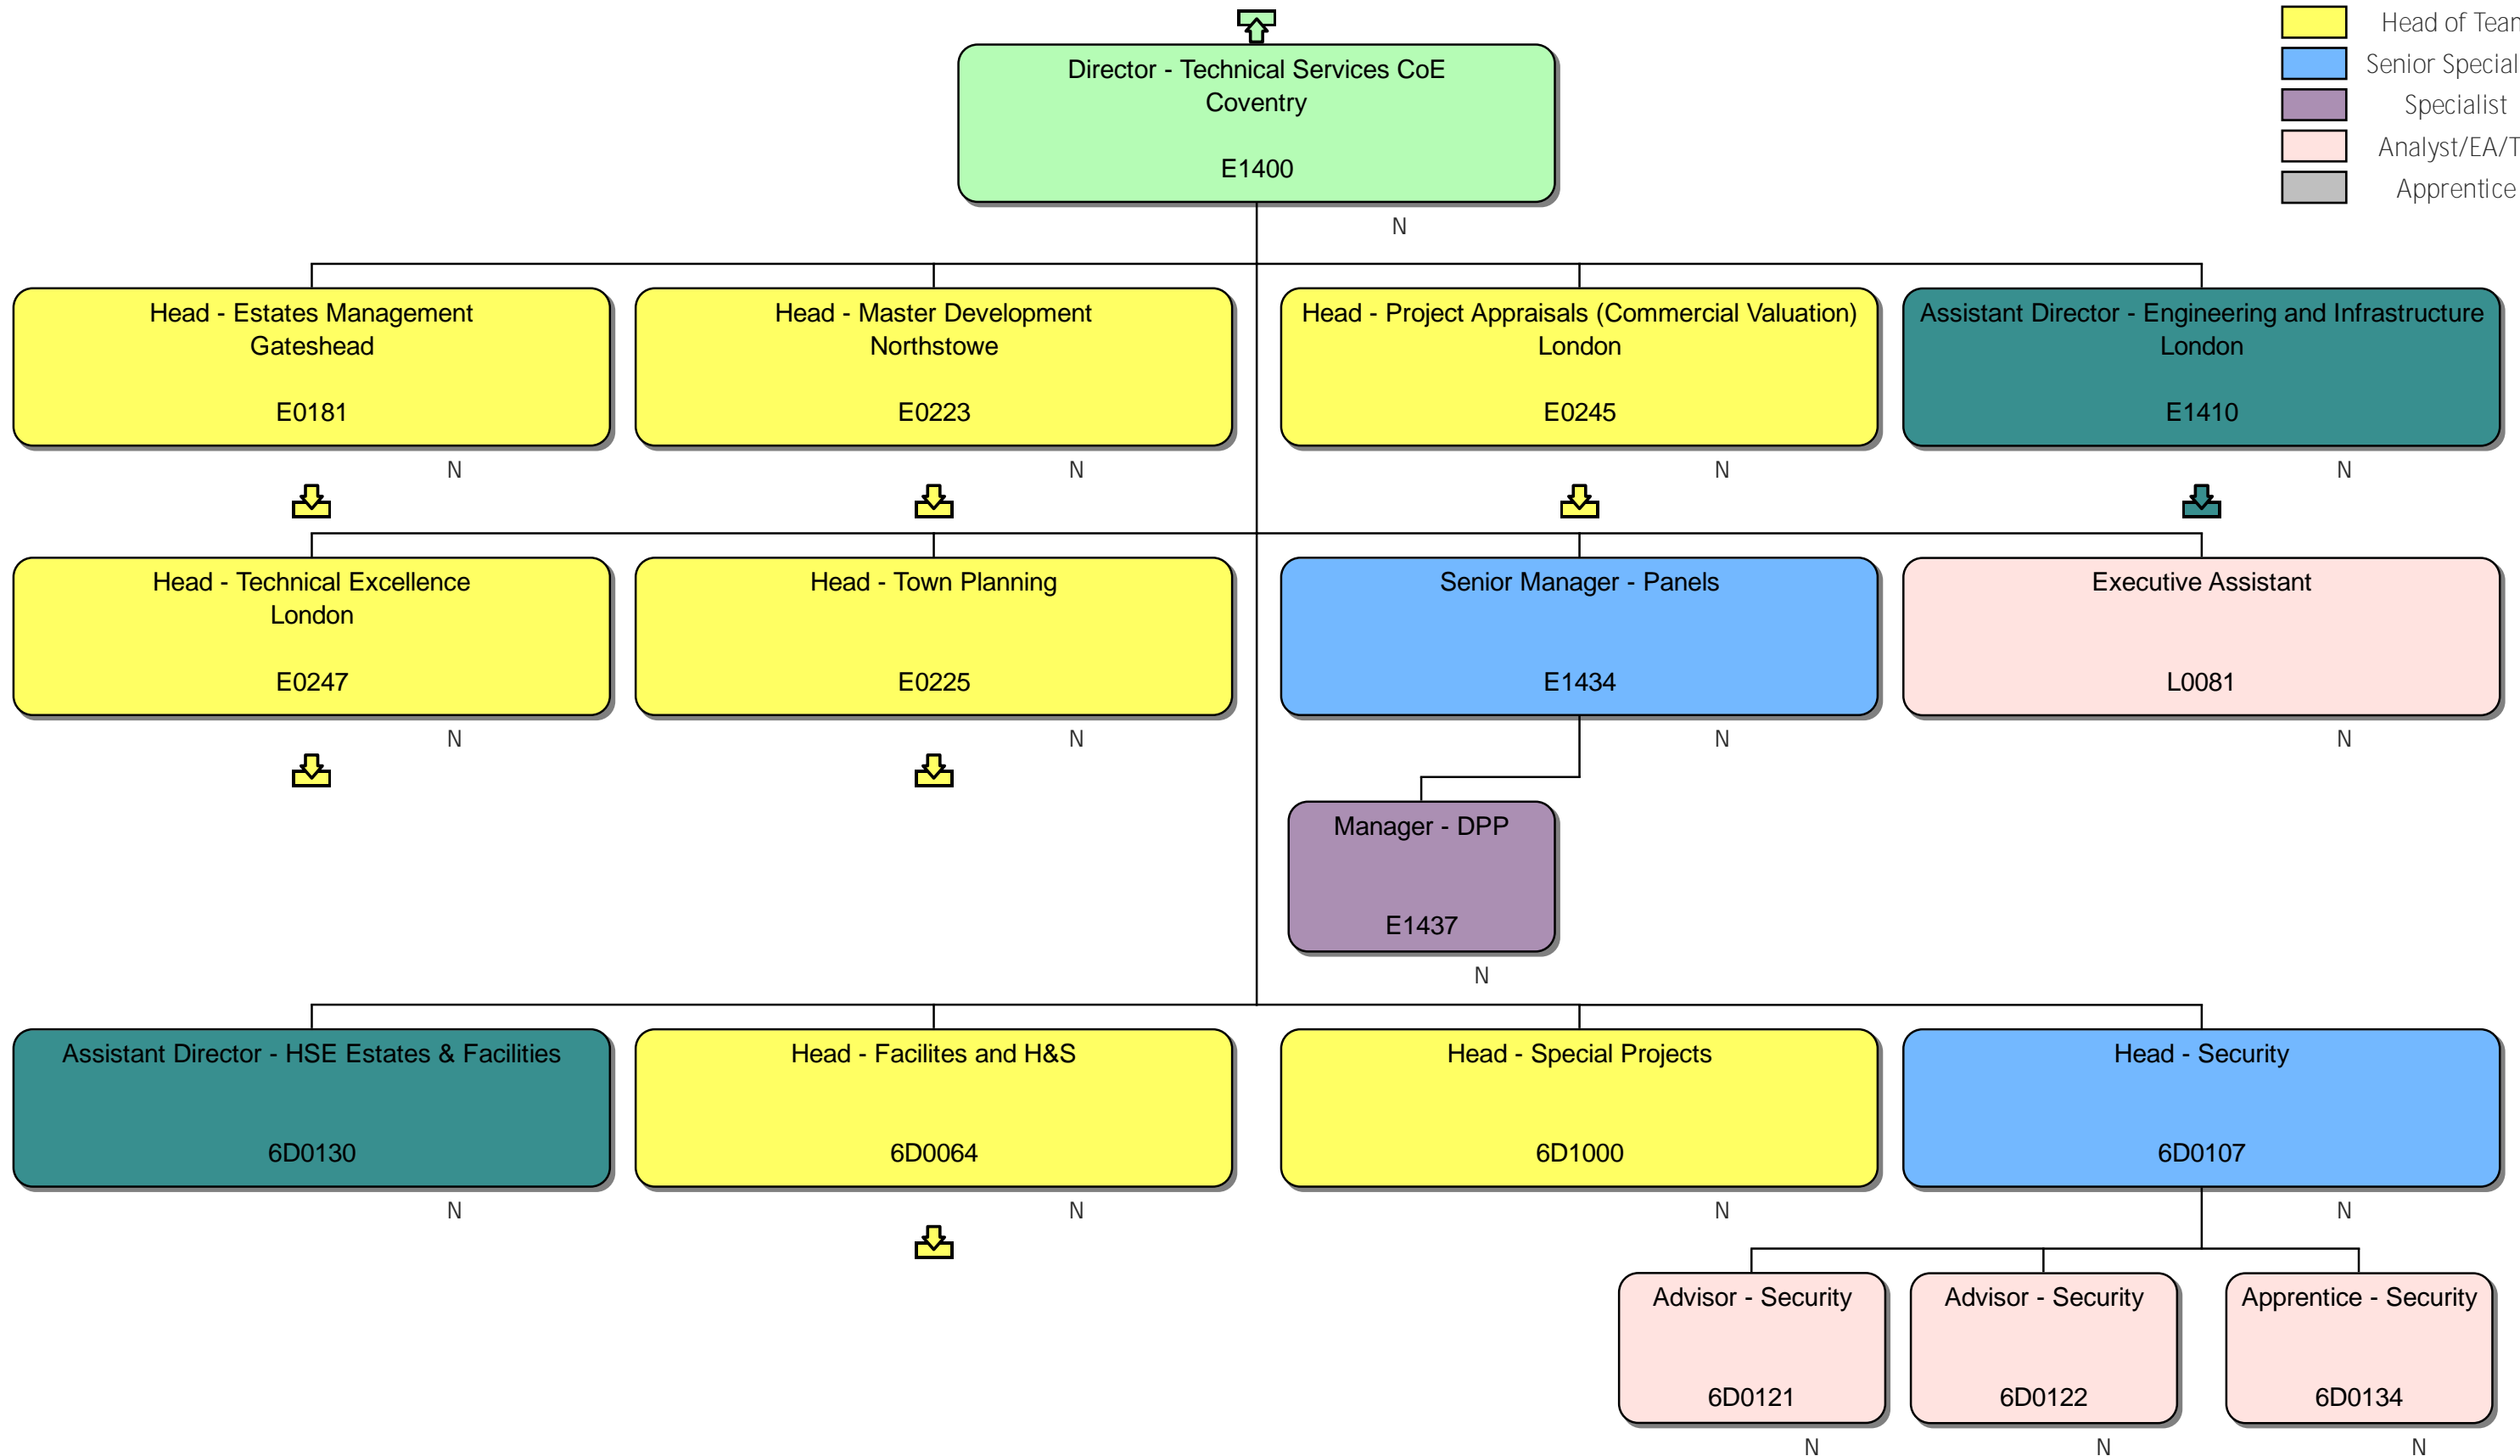 Head of Team
Senior Special
Specialist
Analyst/EA/T
Apprentice
Director - Technical Services CoE
Coventry
E1400
N
Head - Estates Management
Gateshead
E0181
N
Head - Master Development
Northstowe
E0223
N
Head - Project Appraisals (Commercial Valuation)
London
E0245
N
Assistant Director - Engineering and Infrastructure
London
E1410
N
Head - Technical Excellence
London
E0247
N
Head - Town Planning
E0225
N
Senior Manager - Panels
E1434
N
Executive Assistant
L0081
N
Manager - DPP
E1437
N
Assistant Director - HSE Estates & Facilities
6D0130
N
Head - Facilites and H&S
6D0064
N
Head - Special Projects
6D1000
N
Head - Security
6D0107
N
Advisor - Security
6D0121
N
Advisor - Security
6D0122
N
Apprentice - Security
6D0134
N